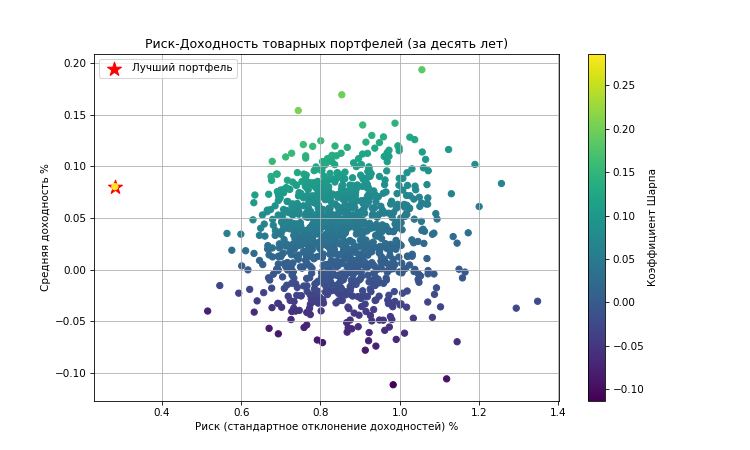 Риск-Доходность товарных портфелей (за десять лет)
Лучший портфель
Средняя доходность %
0.20
0.15
0.10
0.05
0.00
−0.05
−0.10
0.4 0.6 0.8 1.0 1.2 1.4
Риск (стандартное отклонение доходностей) %
0.25
0.20
0.15
0.10
0.05
0.00
−0.05
−0.10
Коэффициент Шарпа